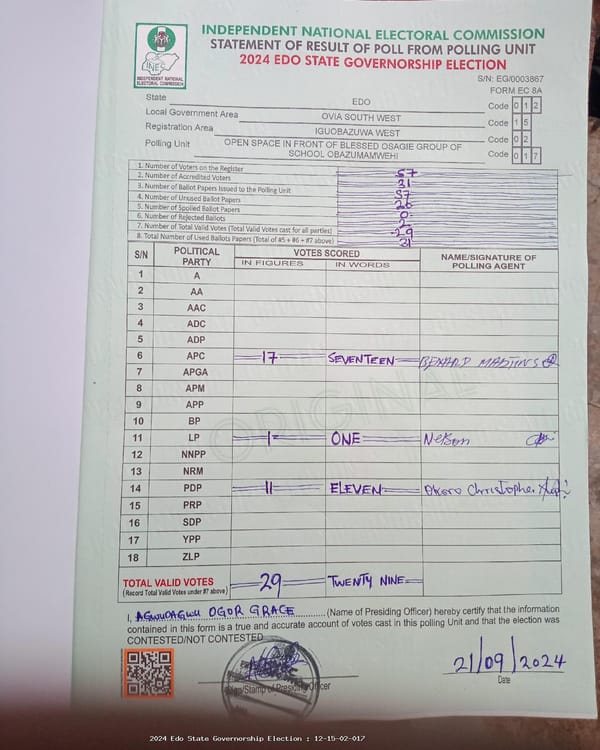 INDEPENDENT NATIONAL ELECTORAL COMMISSION
STATEMENT OF RESULT OF POLL FROM POLLING UNIT
2024 EDO STATE GOVERNORSHIP ELECTION
INEC
INDEPENDENT NATIONAL
ELECTORAL COMMISSION
S/N: EG/0003867
FORM EC 8A
State EDO Code 0 1 2
Local Government Area OVIA SOUTH WEST Code 1 5
Registration Area IGUOBAZUWA WEST Code 0 2
Polling Unit OPEN SPACE IN FRONT OF BLESSED OSAGIE GROUP OF SCHOOL OBAZUMAMWEHI Code 0 1 7
1. Number of Voters on the Register 57
2. Number of Accredited Voters 31
3. Number of Ballot Papers Issued to the Polling Unit 57
4. Number of Unused Ballot Papers 26
5. Number of Spoiled Ballot Papers 0
6. Number of Rejected Ballots 2
7. Number of Total Valid Votes (Total Valid Votes cast for all parties) 29
8. Total Number of Used Ballots Papers (Total of #5 + #6 + #7 above) 31
S/N POLITICAL PARTY VOTES SCORED NAME/SIGNATURE OF POLLING AGENT
IN FIGURES IN WORDS
1 A
2 AA
3 AAC
4 ADC
5 ADP
6 APC 17 SEVENTEEN
7 APGA
8 APM
9 APP
10 BP
11 LP 1 ONE Nelson
12 NNPP
13 NRM
14 PDP 11 ELEVEN Okoro Christopher
15 PRP
16 SDP
17 YPP
18 ZLP
ORIGINAL
TOTAL VALID VOTES 29 TWENTY NINE
(Record Total Valid Votes under #7 above)
I, AGWUDAGWU OGOR GRACE (Name of Presiding Officer) hereby certify that the information
contained in this form is a true and accurate account of votes cast in this polling Unit and that the election was
CONTESTED/NOT CONTESTED
21/09/2024
Sign/Stamp of Presiding Officer Date
2024 Edo State Governorship Election : 12-15-02-017